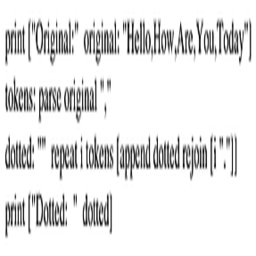 print ["Original:"  original: "Hello,How,Are,You,Today"]
tokens: parse original ","
dotted: ""  repeat i tokens [append dotted rejoin [i "."]]
print ["Dotted:  "  dotted]